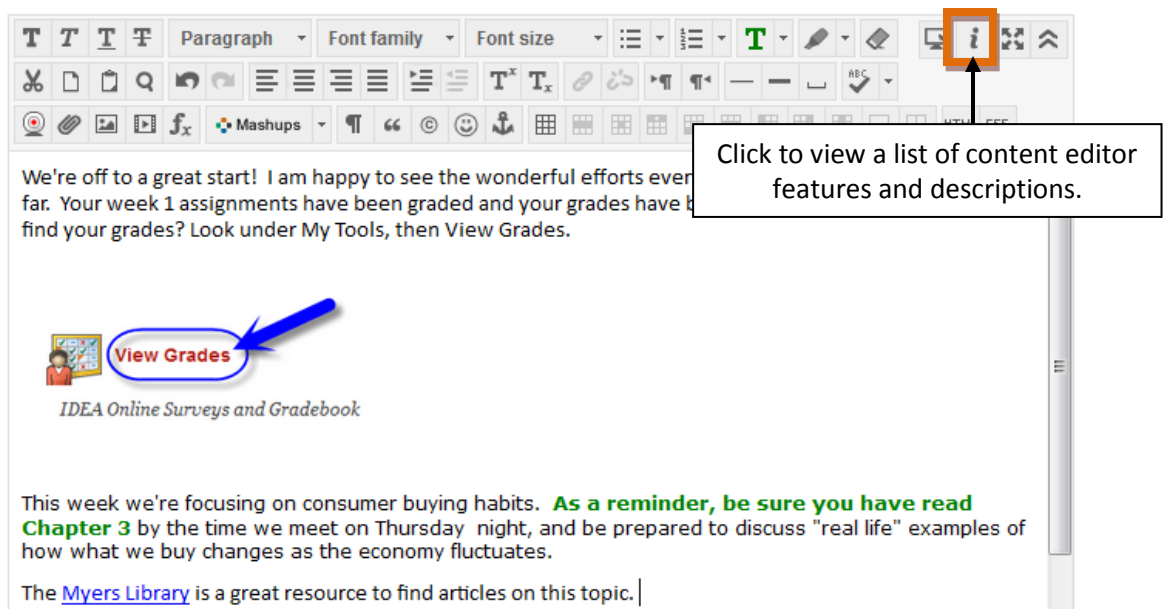 T T T T Paragraph Font family Font size T i
T^x T_x ABC
f_x Mashups ¶ “ © HTML CSS
Click to view a list of content editor
features and descriptions.
We're off to a great start! I am happy to see the wonderful efforts
far. Your week 1 assignments have been graded and your grades have
find your grades? Look under My Tools, then View Grades.
View Grades
IDEA Online Surveys and Gradebook
This week we're focusing on consumer buying habits. As a reminder, be sure you have read
Chapter 3 by the time we meet on Thursday night, and be prepared to discuss "real life" examples of
how what we buy changes as the economy fluctuates.
The Myers Library is a great resource to find articles on this topic.